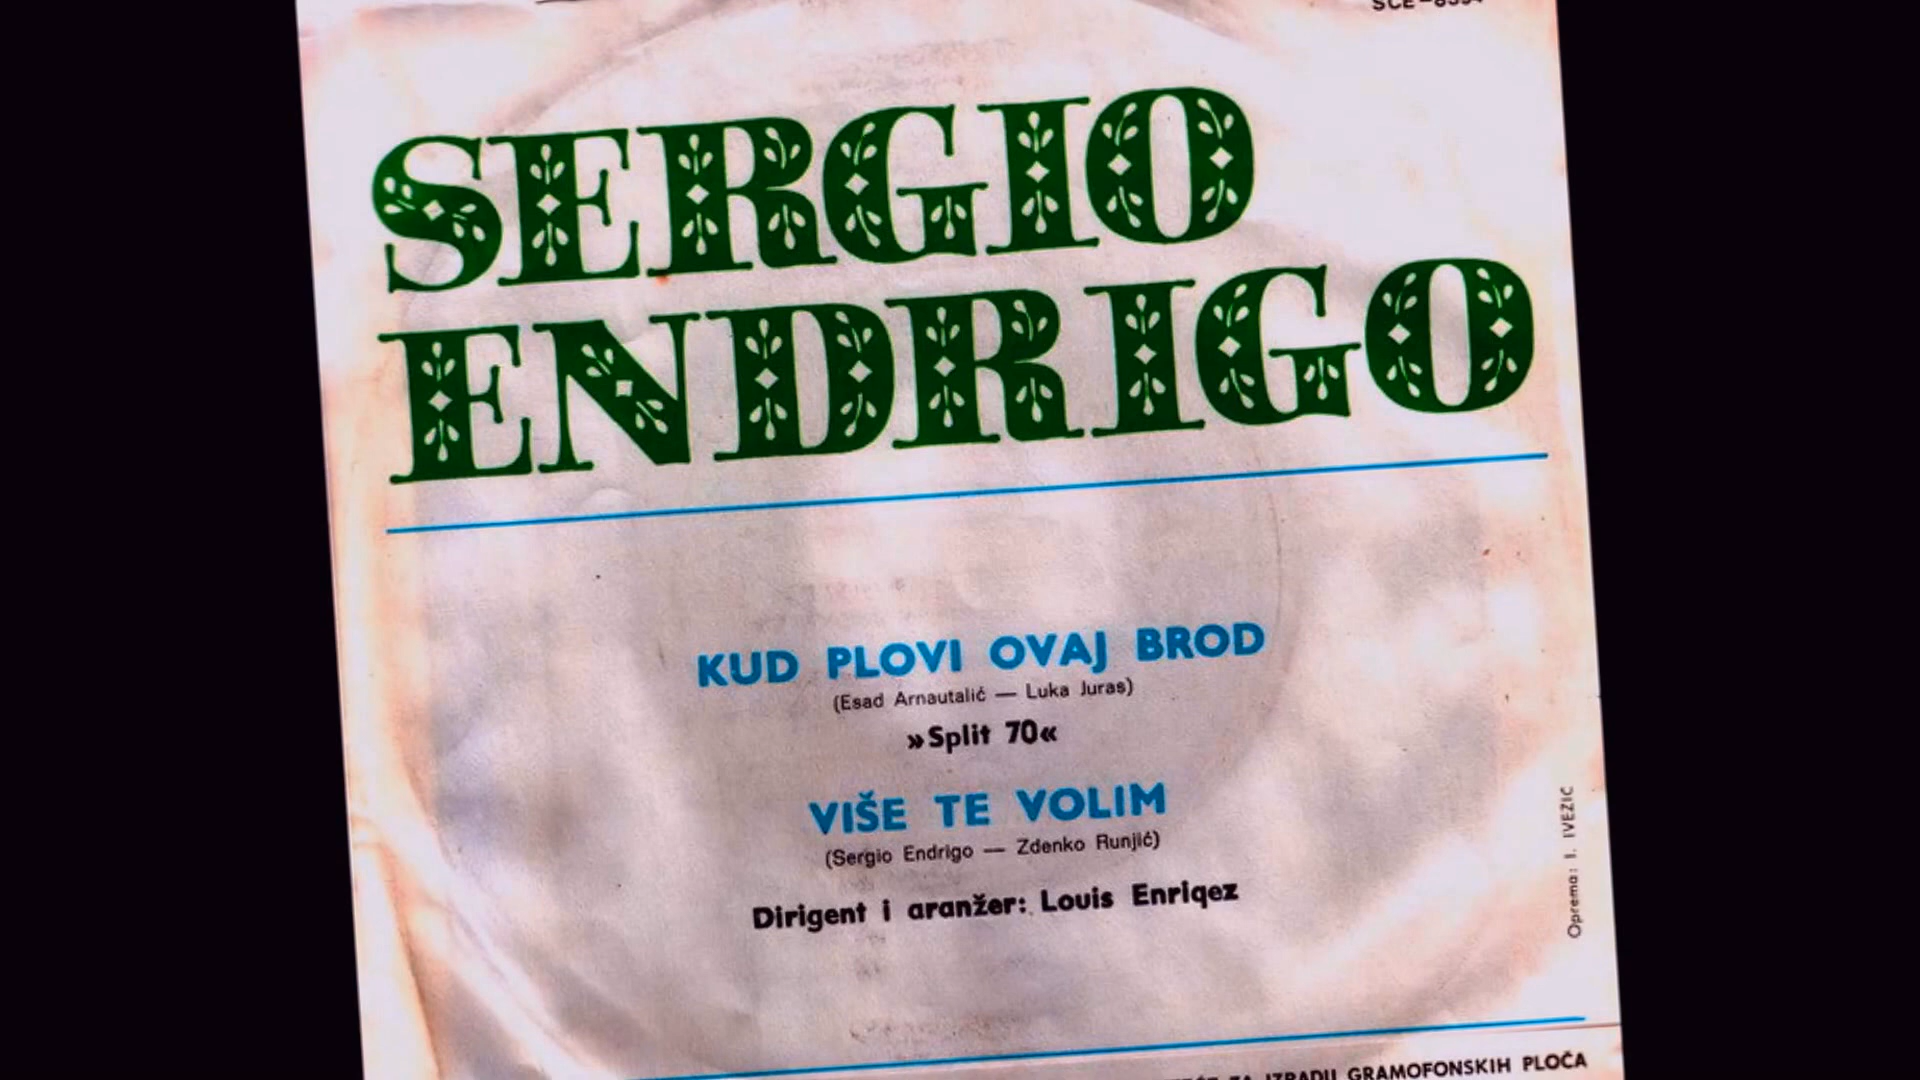 SERGIO
ENDRIGO
KUD PLOVI OVAJ BROD
(Esad Arnautalić — Luka Juras)
»Split 70«
VIŠE TE VOLIM
(Sergio Endrigo — Zdenko Runjić)
Dirigent i aranžer: Louis Enriqez
Oprema: I. IVEZIC
ZA IZRADU GRAMOFONSKIH PLOČA